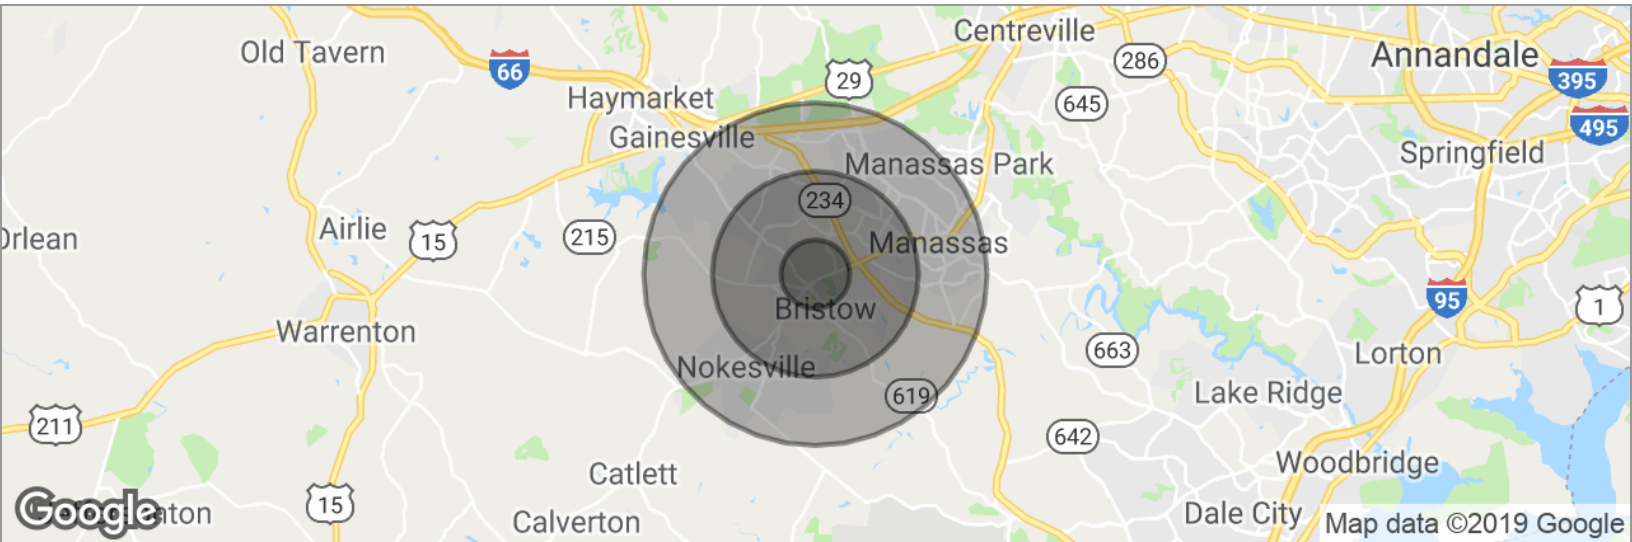 Centreville
Old Tavern
286
Annandale
66
29
395
Haymarket
645
495
Gainesville
Springfield
Manassas Park
234
Airlie
15
215
Orlean
Manassas
95
1
Bristow
Warrenton
663
Lorton
Nokesville
Lake Ridge
619
211
642
Woodbridge
Catlett
15
Google
Dale City
Calverton
Map data ©2019 Google